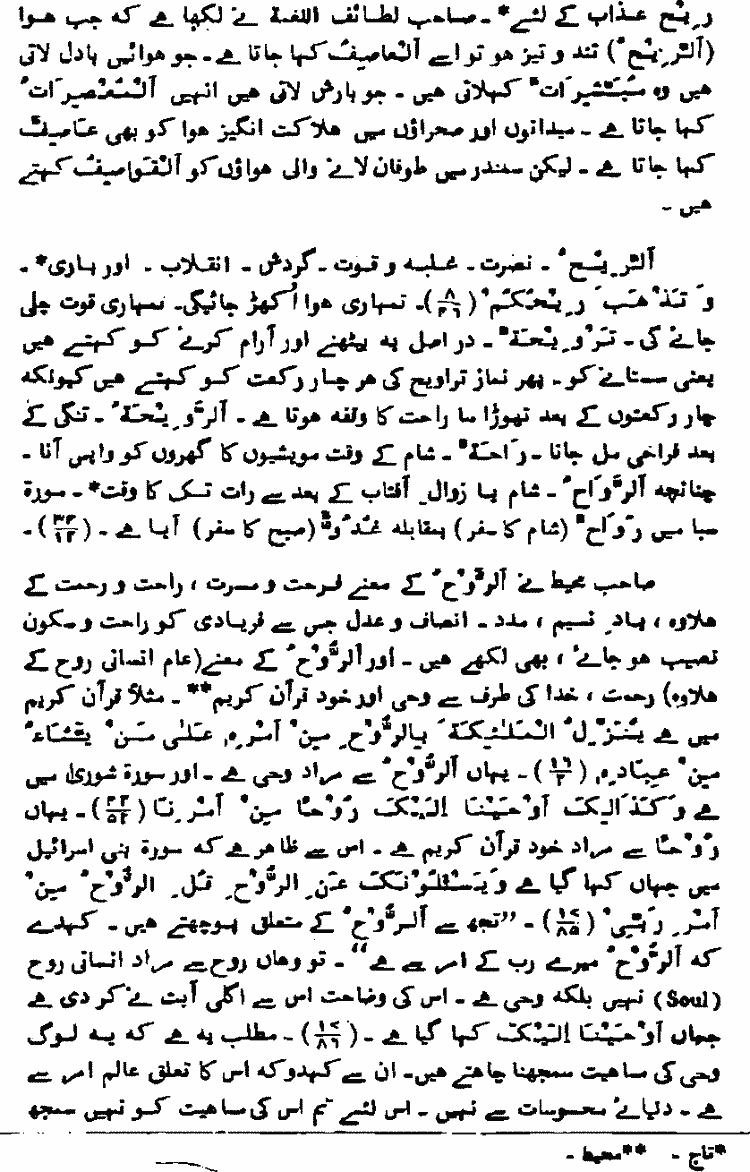 رِیْح عذاب کے لئے*۔ صاحب لطائف اللغۃ نے لکھا ہے کہ جب ہوا
(اَلرِّیْحُ) تند و تیز ہو تو اسے اَلْعَاصِفُ کہا جاتا ہے۔ جو ہوائیں بادل لاتی
ہیں وہ مُبَشِّرَاتٌ کہلاتی ہیں۔ جو بارش لاتی ہیں انہیں اَلْمُعْصِرَاتُ
کہا جاتا ہے۔ میدانوں اور صحراؤں میں ہلاکت انگیز ہوا کو بھی عَاصِفٌ
کہا جاتا ہے۔ لیکن سمندر میں طوفان لانے والی ہواؤں کو اَلْقَوَاصِفُ کہتے
ہیں۔
اَلرِّیْحُ۔ نصرت۔ غلبہ و قوت۔ گردش۔ انقلاب۔ اور باری*۔
وَ تَذْهَبَ رِیْحُکُمْ (۸/۴۶)۔ تمہاری ہوا اُکھڑ جائیگی۔ تمہاری قوت چلی
جائے گی۔ تَرْوِیْحَةٌ۔ در اصل یہ بیٹھنے اور آرام کرنے کو کہتے ہیں
یعنی سستانے کو۔ پھر نماز تراویح کی ہر چار رکعت کو کہتے ہیں کیونکہ
چار رکعتوں کے بعد تھوڑا سا راحت کا وقفہ ہوتا ہے۔ اَلرَّوِیْحَةُ۔ تنگی کے
بعد فراخی مل جانا۔ رَاحَةٌ۔ شام کے وقت مویشیوں کا گھروں کو واپس آنا۔
چنانچہ اَلرَّوَاحُ۔ شام یا زوال ِ آفتاب کے بعد سے رات تک کا وقت*۔ سورۃ
سبا میں رَوَاحٌ (شام کا سفر) بمقابلہ غُدُوٌّ (صبح کا سفر) آیا ہے۔ (۳۴/۱۲)۔
صاحب محیط نے اَلرَّوْحُ کے معنے فرحت و مسرت ، راحت و رحمت کے
علاوہ ، بادِ نسیم ، مدد۔ انصاف و عدل جس سے فریادی کو راحت و سکون
نصیب ہو جائے ، بھی لکھے ہیں۔ اور اَلرُّوْحُ کے معنے (عام انسانی روح کے
علاوہ) رحمت ، خدا کی طرف سے وحی اور خود قرآن کریم**۔ مثلاً قرآن کریم
میں ہے یُنَزِّلُ الْمَلٰئِکَةَ بِالرُّوْحِ مِنْ اَمْرِہٖ عَلٰی مَنْ یَّشَاءُ
مِنْ عِبَادِہٖ (۱۶/۲)۔ یہاں اَلرُّوْحُ سے مراد وحی ہے۔ اور سورۃ شوریٰ میں
ہے وَکَذَالِکَ اَوْحَیْنَا اِلَیْکَ رُوْحًا مِنْ اَمْرِنَا (۴۲/۵۲)۔ یہاں
رُوْحًا سے مراد خود قرآن کریم ہے۔ اس سے ظاہر ہے کہ سورۃ بنی اسرائیل
میں جہاں کہا گیا ہے وَیَسْئَلُوْنَکَ عَنِ الرُّوْحِ قُلِ الرُّوْحُ مِنْ
اَمْرِ رَبِّیْ (۱۷/۸۵)۔ ”تجھ سے اَلرُّوْحُ کے متعلق پوچھتے ہیں۔ کہدے
کہ اَلرُّوْحُ میرے رب کے امر سے ہے“۔ تو وہاں روح سے مراد انسانی روح
(Soul) نہیں بلکہ وحی ہے۔ اس کی وضاحت اس سے اگلی آیت نے کر دی ہے
جہاں اَوْحَیْنَا اِلَیْکَ کہا گیا ہے۔ (۱۷/۸۶)۔ مطلب یہ ہے کہ یہ لوگ
وحی کی ماہیت سمجھنا چاہتے ہیں۔ ان سے کہدو کہ اس کا تعلق عالم امر سے
ہے۔ دنیائے محسوسات سے نہیں۔ اس لئے تم اس کی ماہیت کو نہیں سمجھ
*تاج۔ **محیط۔